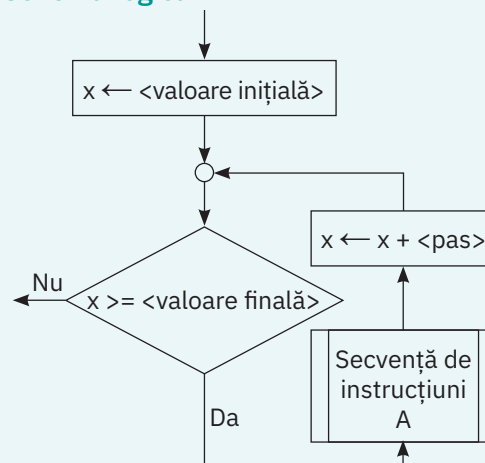 x ← <valoare inițială>
x ← x + <pas>
Nu
x >= <valoare finală>
Secvență de
instrucțiuni
A
Da